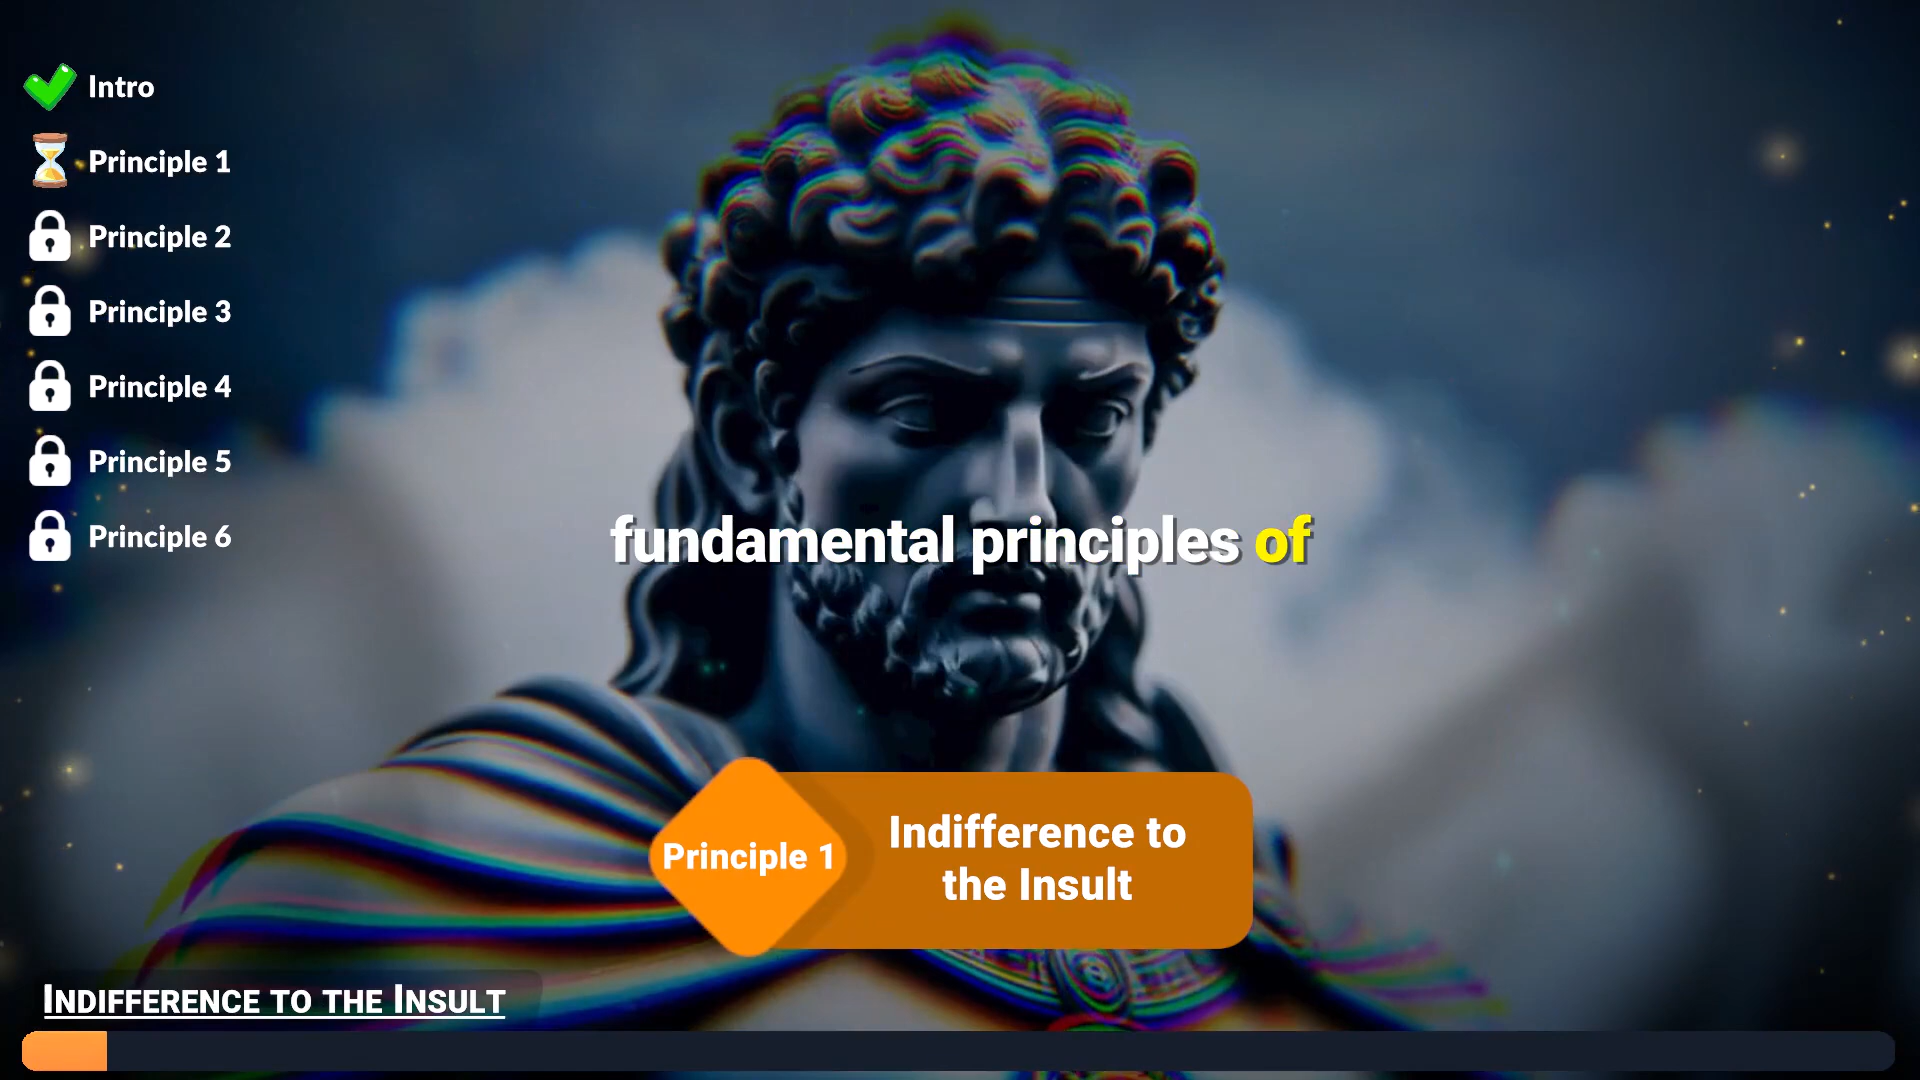 Intro
Principle 1
Principle 2
Principle 3
Principle 4
Principle 5
Principle 6
fundamental principles of
Principle 1
Indifference to
the Insult
INDIFFERENCE TO THE INSULT